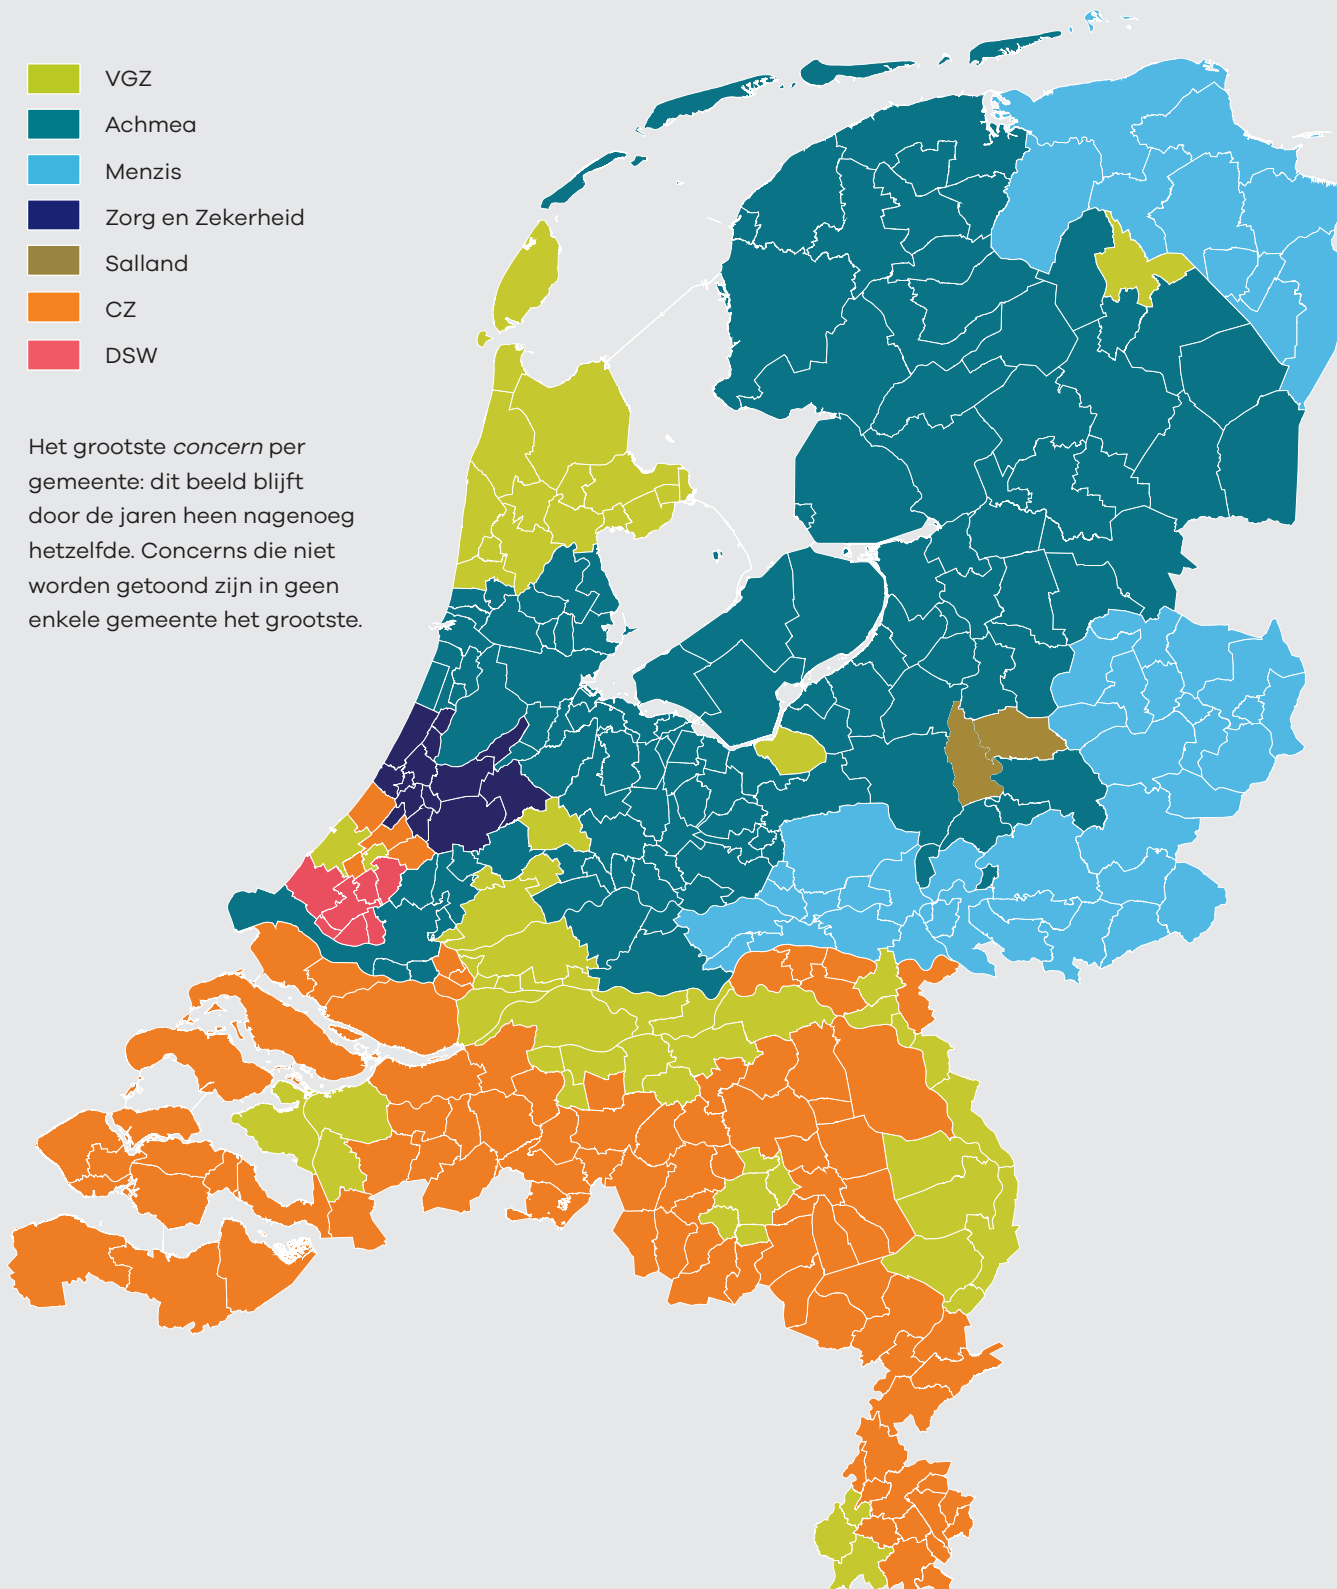 VGZ
Achmea
Menzis
Zorg en Zekerheid
Salland
CZ
DSW
Het grootste concern per
gemeente: dit beeld blijft
door de jaren heen nagenoeg
hetzelfde. Concerns die niet
worden getoond zijn in geen
enkele gemeente het grootste.